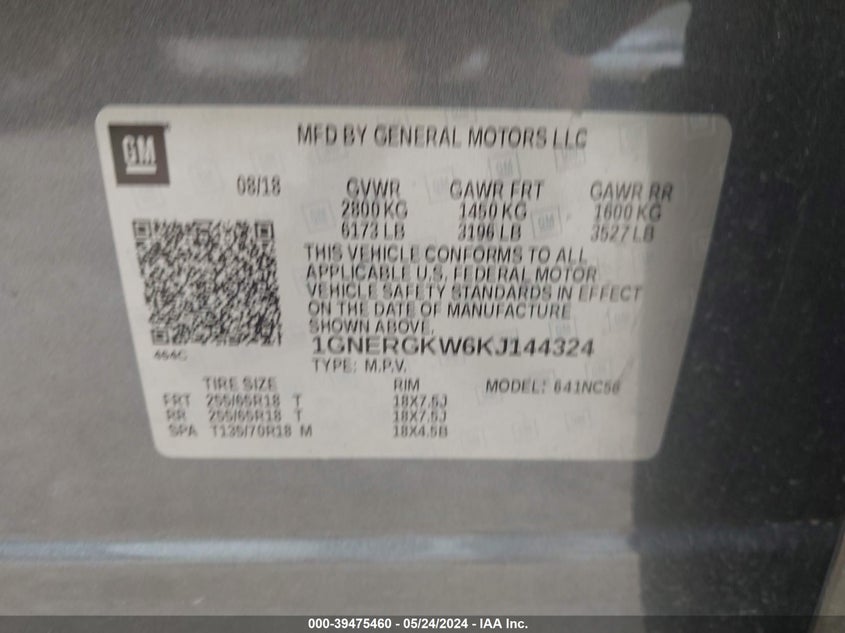 GM
MFD BY GENERAL MOTORS LLC
08/18 GVWR GAWR FRT GAWR RR
2800 KG 1450 KG 1600 KG
6173 LB 3196 LB 3527 LB
THIS VEHICLE CONFORMS TO ALL
APPLICABLE U.S. FEDERAL MOTOR
VEHICLE SAFETY STANDARDS IN EFFECT
ON THE DATE OF MANUFACTURE
SHOWN ABOVE.
1GNERGKW6KJ144324
464C
TYPE: M.P.V.
TIRE SIZE RIM MODEL: 641NC56
FRT 255/65R18 T 18X7.5J
RR 255/65R18 T 18X7.5J
SPA T135/70R18 M 18X4.5B
000-39475460 - 05/24/2024 - IAA Inc.